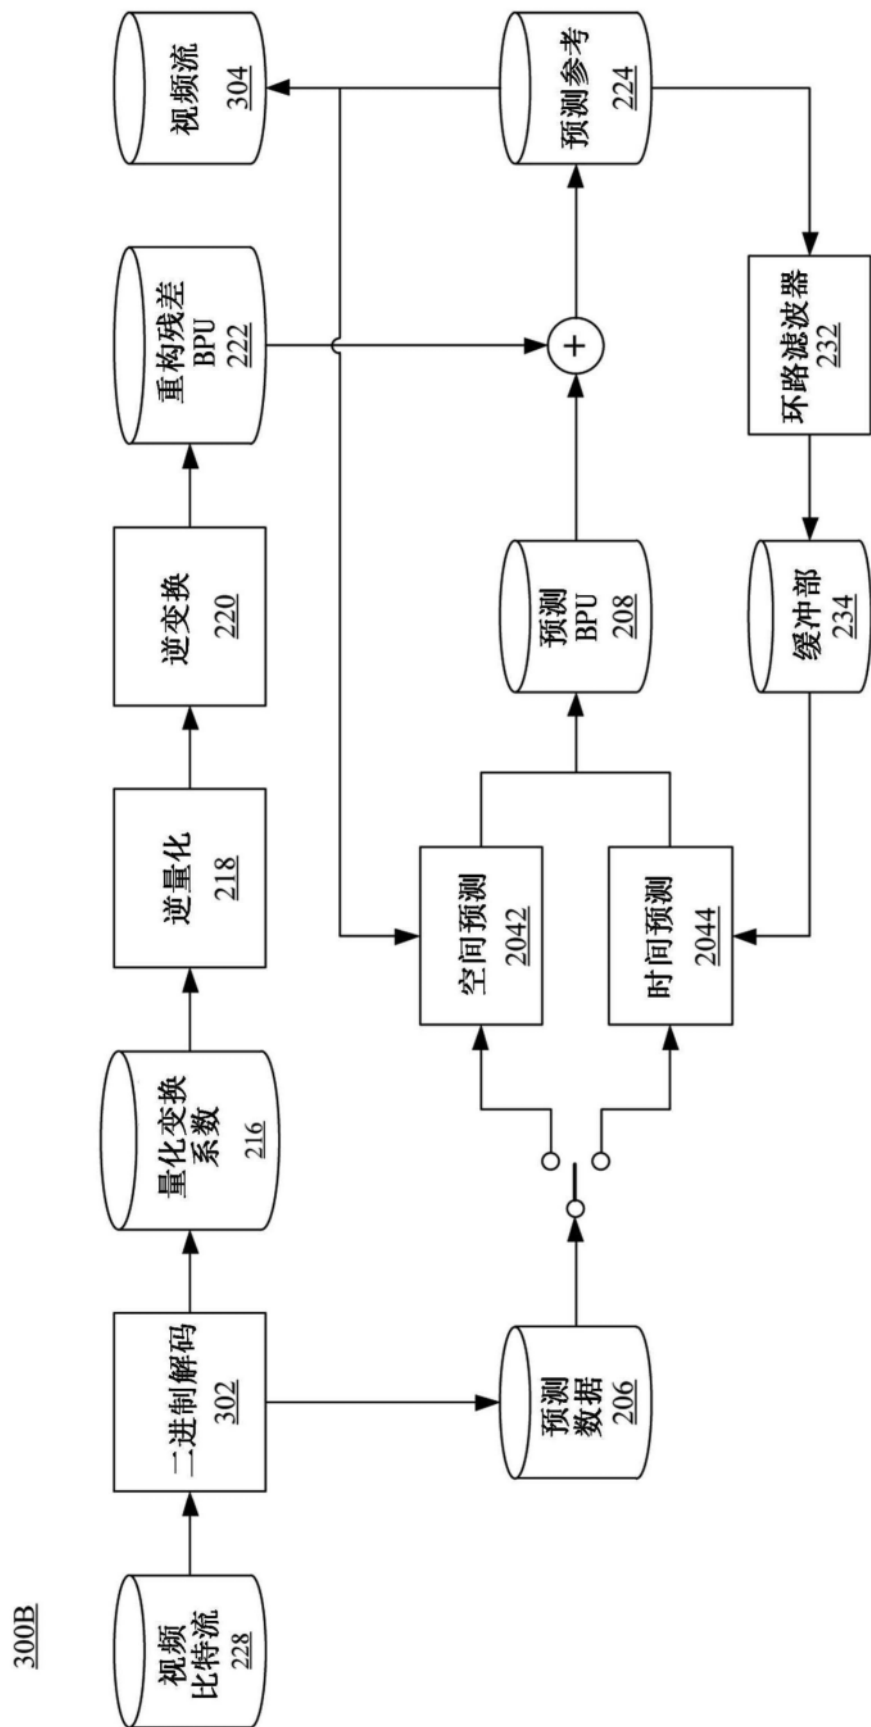 300B
视频
比特流
228
二进制解码
302
量化变换
系数
216
逆量化
218
逆变换
220
重构残差
BPU
222
视频流
304
预测
数据
206
空间预测
2042
时间预测
2044
预测
BPU
208
+
预测参考
224
缓冲部
234
环路滤波器
232